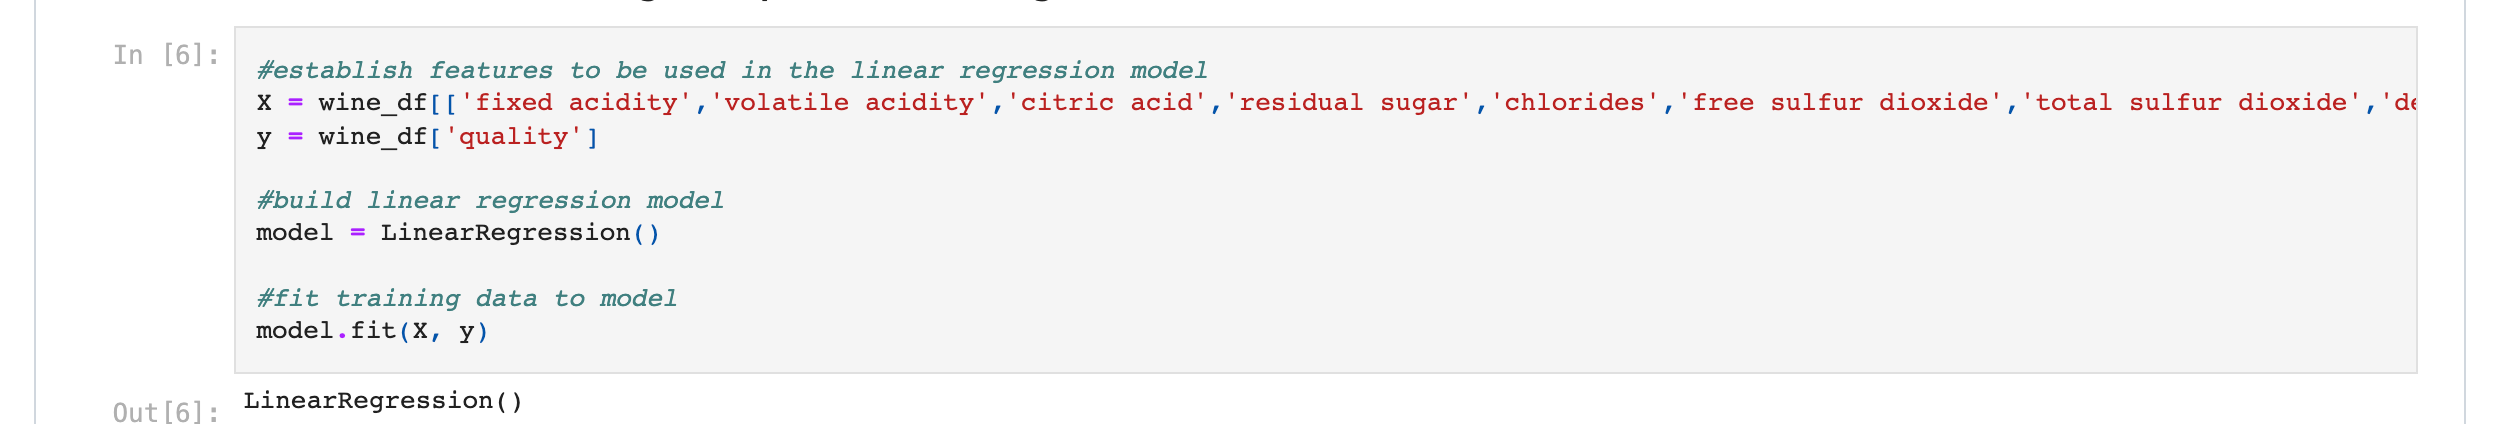 In [6]:
#establish features to be used in the linear regression model
X = wine_df[['fixed acidity','volatile acidity','citric acid','residual sugar','chlorides','free sulfur dioxide','total sulfur dioxide','de
y = wine_df['quality']
#build linear regression model
model = LinearRegression()
#fit training data to model
model.fit(X, y)
Out[6]:
LinearRegression()